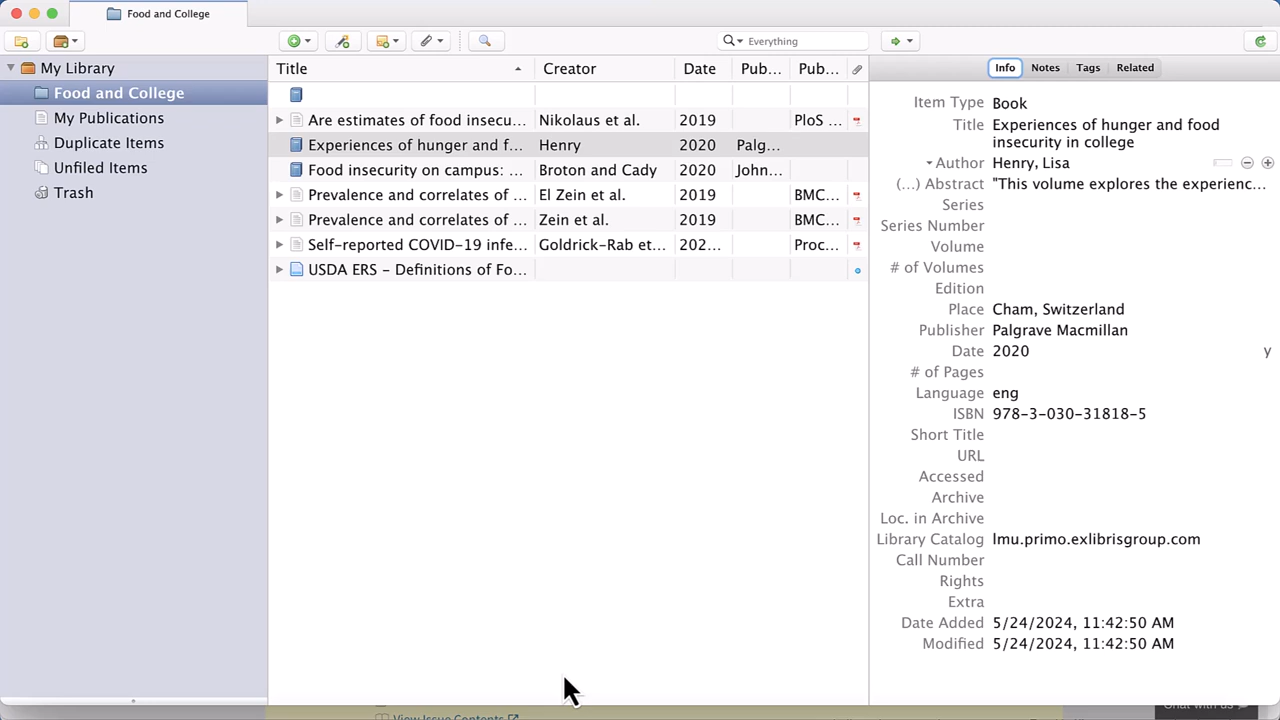 Food and College
Everything
My Library
Food and College
My Publications
Duplicate Items
Unfiled Items
Trash
Title Creator Date Pub... Pub...
Are estimates of food insecu... Nikolaus et al. 2019 PloS ...
Experiences of hunger and f... Henry 2020 Palg...
Food insecurity on campus: ... Broton and Cady 2020 John...
Prevalence and correlates of ... El Zein et al. 2019 BMC...
Prevalence and correlates of ... Zein et al. 2019 BMC...
Self-reported COVID-19 infe... Goldrick-Rab et... 202... Proc...
USDA ERS - Definitions of Fo...
Info Notes Tags Related
Item Type Book
Title Experiences of hunger and food
insecurity in college
Author Henry, Lisa
(...) Abstract "This volume explores the experienc...
Series
Series Number
Volume
# of Volumes
Edition
Place Cham, Switzerland
Publisher Palgrave Macmillan
Date 2020 y
# of Pages
Language eng
ISBN 978-3-030-31818-5
Short Title
URL
Accessed
Archive
Loc. in Archive
Library Catalog lmu.primo.exlibrisgroup.com
Call Number
Rights
Extra
Date Added 5/24/2024, 11:42:50 AM
Modified 5/24/2024, 11:42:50 AM
View Issue Contents
Chat with us